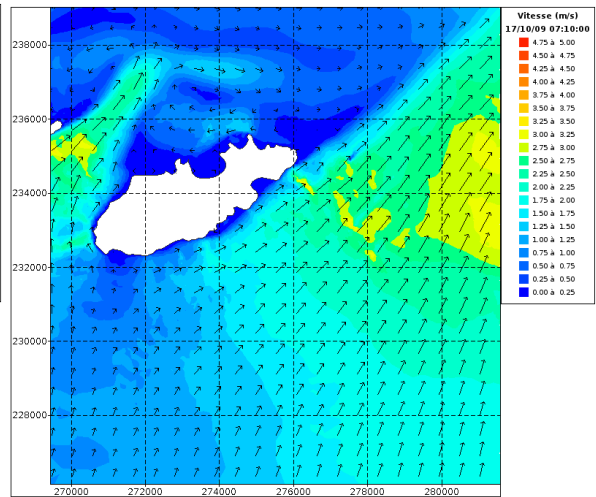 Vitesse (m/s)
17/10/09 07:10:00
4.75 à 5.00
4.50 à 4.75
4.25 à 4.50
4.00 à 4.25
3.75 à 4.00
3.50 à 3.75
3.25 à 3.50
3.00 à 3.25
2.75 à 3.00
2.50 à 2.75
2.25 à 2.50
2.00 à 2.25
1.75 à 2.00
1.50 à 1.75
1.25 à 1.50
1.00 à 1.25
0.75 à 1.00
0.50 à 0.75
0.25 à 0.50
0.00 à 0.25
238000
236000
234000
232000
230000
228000
270000 272000 274000 276000 278000 280000